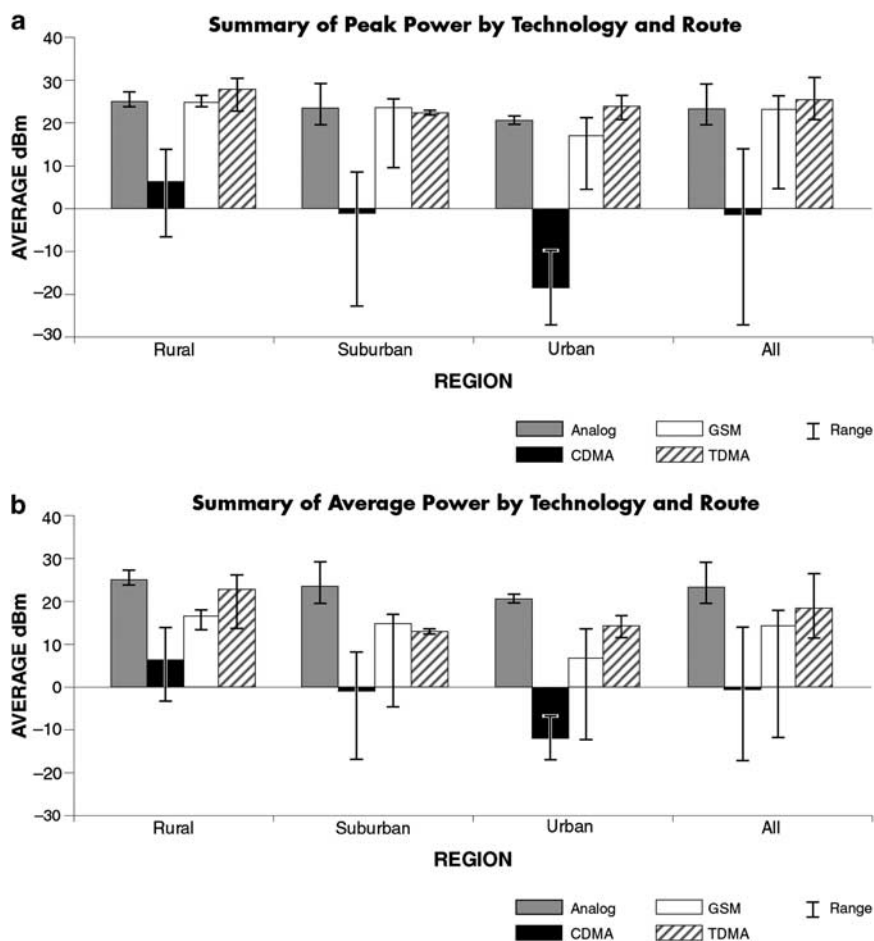 a
Summary of Peak Power by Technology and Route
AVERAGE dBm
40
30
20
10
0
–10
–20
–30
Rural Suburban Urban All
REGION
Analog GSM Range
CDMA TDMA
b
Summary of Average Power by Technology and Route
AVERAGE dBm
40
30
20
10
0
–10
–20
–30
Rural Suburban Urban All
REGION
Analog GSM Range
CDMA TDMA